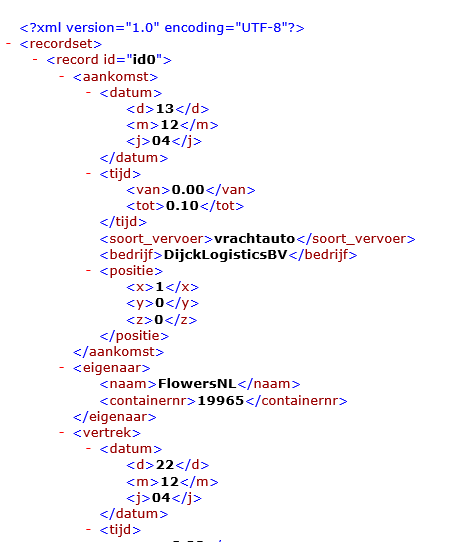 <?xml version="1.0" encoding="UTF-8"?>
- <recordset>
- <record id="id0">
- <aankomst>
- <datum>
<d>13</d>
<m>12</m>
<j>04</j>
</datum>
- <tijd>
<van>0.00</van>
<tot>0.10</tot>
</tijd>
<soort_vervoer>vrachtauto</soort_vervoer>
<bedrijf>DijckLogisticsBV</bedrijf>
- <positie>
<x>1</x>
<y>0</y>
<z>0</z>
</positie>
</aankomst>
- <eigenaar>
<naam>FlowersNL</naam>
<containernr>19965</containernr>
</eigenaar>
- <vertrek>
- <datum>
<d>22</d>
<m>12</m>
<j>04</j>
</datum>
- <tijd>